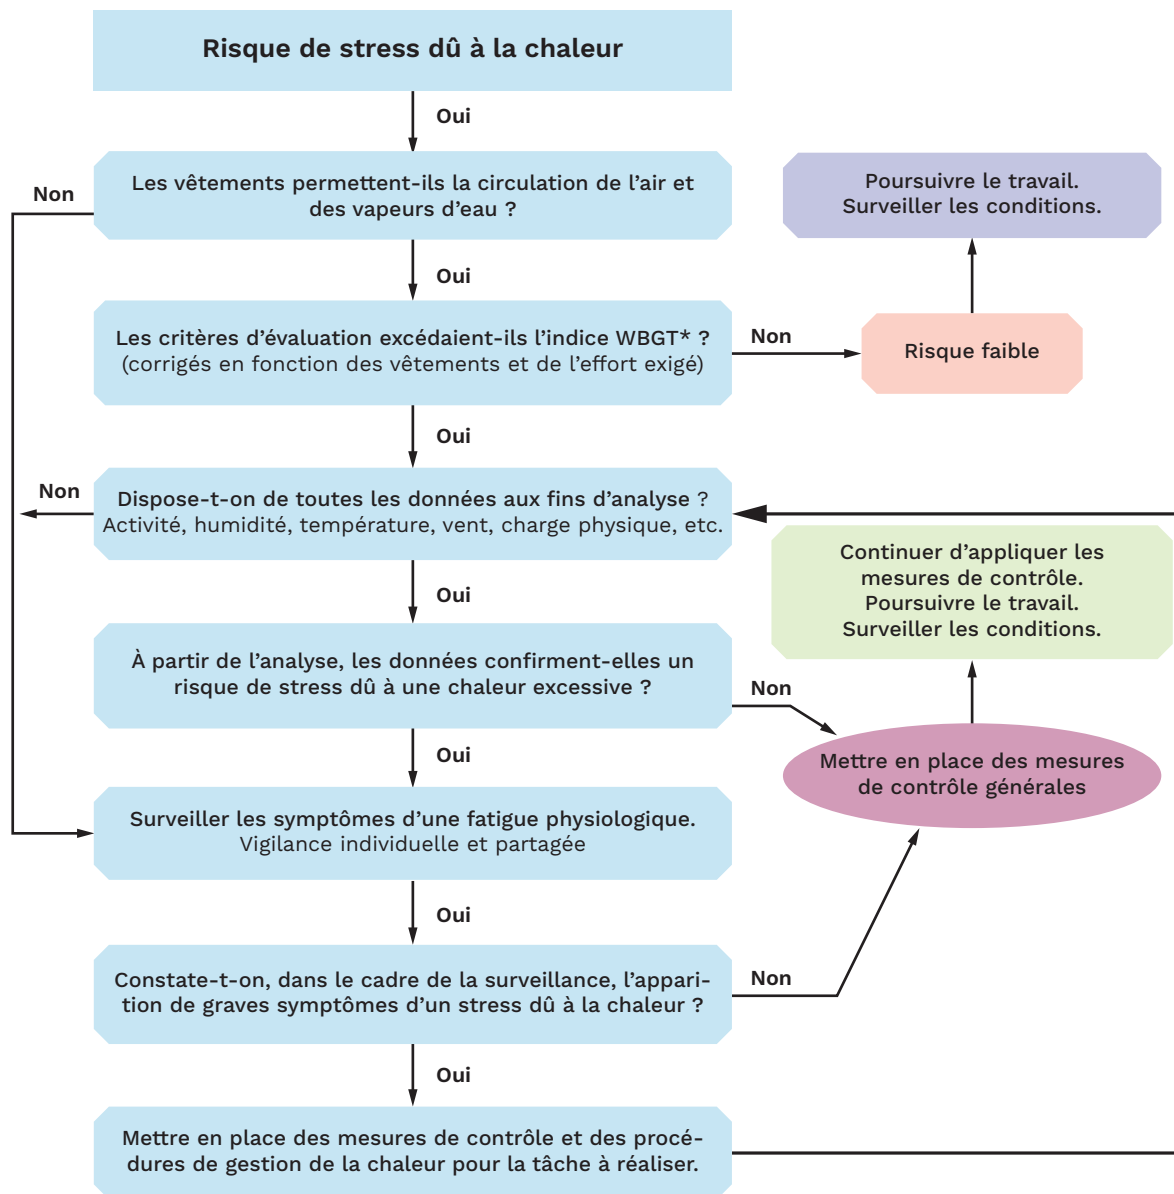 Risque de stress dû à la chaleur
Oui
Non
Les vêtements permettent-ils la circulation de l’air et
des vapeurs d’eau ?
Poursuivre le travail.
Surveiller les conditions.
Oui
Les critères d’évaluation excédaient-ils l’indice WBGT* ?
(corrigés en fonction des vêtements et de l’effort exigé)
Non
Risque faible
Oui
Non
Dispose-t-on de toutes les données aux fins d’analyse ?
Activité, humidité, température, vent, charge physique, etc.
Continuer d’appliquer les
mesures de contrôle.
Poursuivre le travail.
Surveiller les conditions.
Oui
À partir de l’analyse, les données confirment-elles un
risque de stress dû à une chaleur excessive ?
Non
Oui
Mettre en place des mesures
de contrôle générales
Surveiller les symptômes d’une fatigue physiologique.
Vigilance individuelle et partagée
Oui
Constate-t-on, dans le cadre de la surveillance, l’appari-
tion de graves symptômes d’un stress dû à la chaleur ?
Non
Oui
Mettre en place des mesures de contrôle et des procé-
dures de gestion de la chaleur pour la tâche à réaliser.